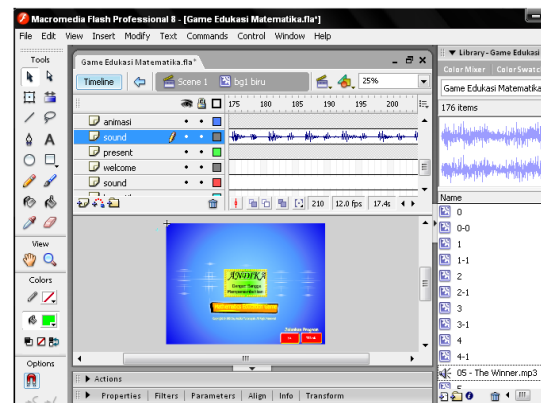 Macromedia Flash Professional 8 - [Game Edukasi Matematika.fla*]
File Edit View Insert Modify Text Commands Control Window Help
Tools
View
Colors
Options
Game Edukasi Matematika.fla*
Timeline Scene 1 bg1 biru 25%
175 180 185 190 195 200
animasi
sound
present
welcome
sound
210 12.0 fps 17.4s
ANDIKA
Dengan Bangga
Mempersembahkan
Actions
Properties Filters Parameters Align Info Transform
Library - Game Edukasi
Color Mixer Color Swatc
Game Edukasi Matematika
176 items
Name
0
0-0
1
1-1
2
2-1
3
3-1
4
4-1
05 - The Winner.mp3